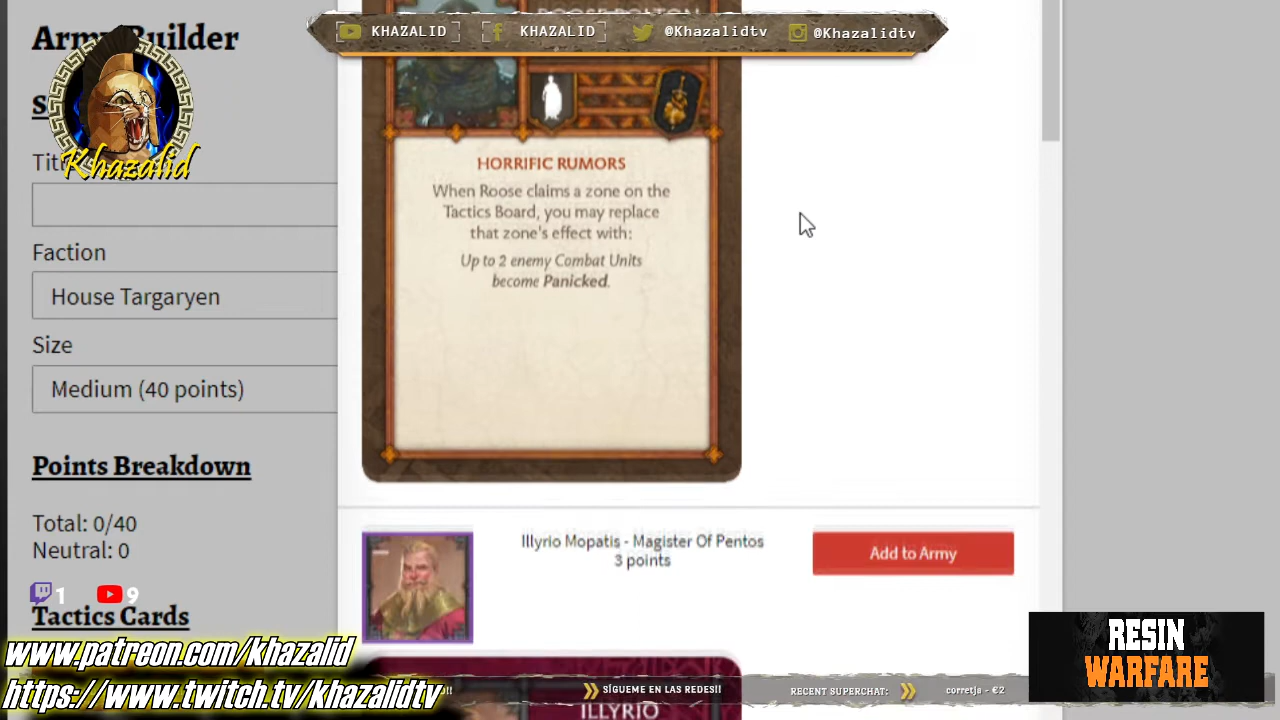 KHAZALID
KHAZALID
@Khazalidtv
@Khazalidtv
Khazalid
Faction
House Targaryen
Size
Medium (40 points)
Points Breakdown
Total: 0/40
Neutral: 0
1
9
Tactics Cards
www.patreon.com/khazalid
https://www.twitch.tv/khazalidtv
HORRIFIC RUMORS
When Roose claims a zone on the
Tactics Board, you may replace
that zone's effect with:
Up to 2 enemy Combat Units
become Panicked.
Illyrio Mopatis - Magister Of Pentos
3 points
Add to Army
RESIN
WARFARE
SÍGUEME EN LAS REDES!!
RECENT SUPERCHAT:
corretja - €2
ILLYRIO